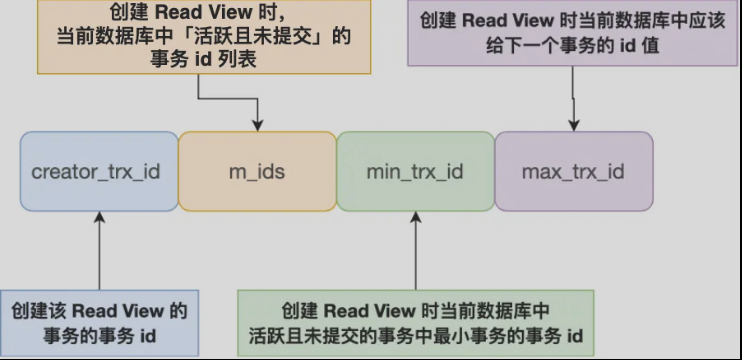 创建 Read View 时,
当前数据库中「活跃且未提交」的
事务 id 列表
创建 Read View 时当前数据库中应该
给下一个事务的 id 值
creator_trx_id
m_ids
min_trx_id
max_trx_id
创建该 Read View 的
事务的事务 id
创建 Read View 时当前数据库中
活跃且未提交的事务中最小事务的事务 id